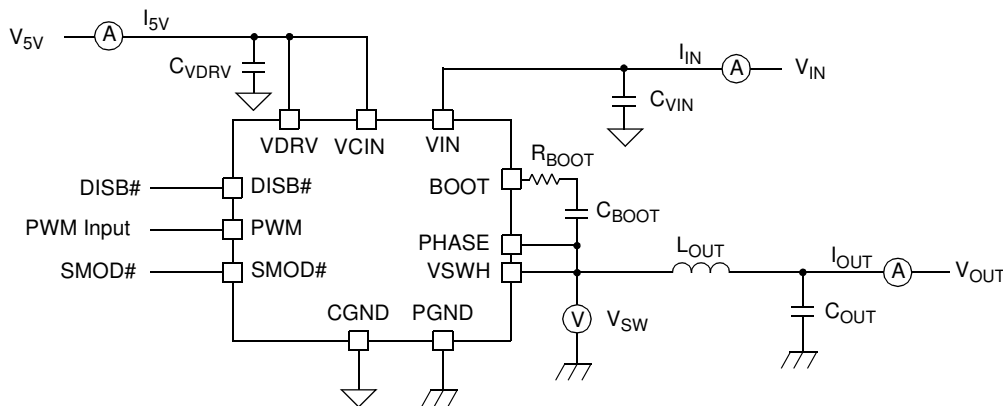 V5V A I5V
CVDRV
IIN A VIN
CVIN
VDRV VCIN VIN
RBOOT
BOOT
DISB# DISB#
CBOOT
PWM Input PWM
PHASE
LOUT
SMOD# SMOD#
VSWH
IOUT A VOUT
CGND PGND
V VSW
COUT